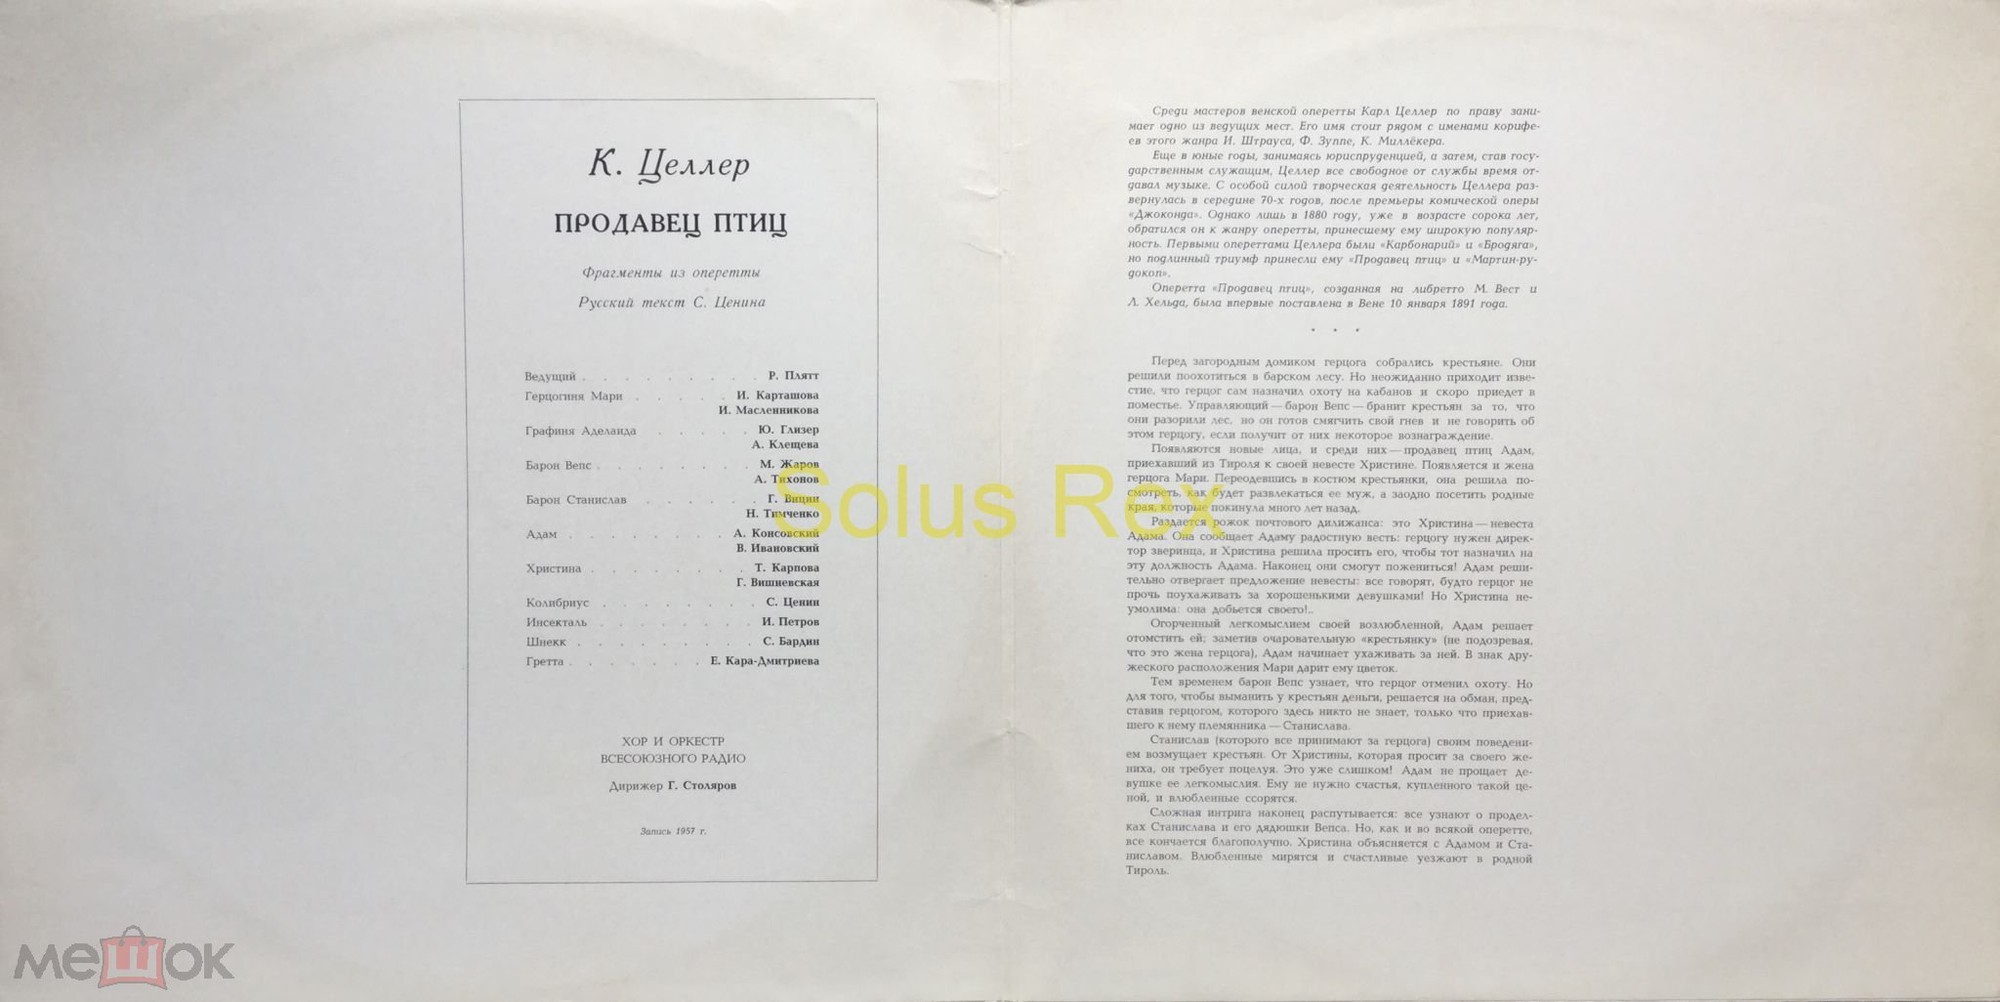 К. Целлер
ПРОДАВЕЦ ПТИЦ
Фрагменты из оперетты
Русский текст С. Ценина
Ведущий . . . . . . . . . Р. Плятт
Герцогиня Мари . . . . . И. Карташова
И. Масленникова
Графиня Аделаида . . . . Ю. Глизер
А. Клещева
Барон Вепс . . . . . . . . М. Жаров
А. Тихонов
Барон Станислав . . . . . . Г. Вицин
Н. Тимченко
Адам . . . . . . . . А. Консовский
В. Ивановский
Христина . . . . . . . . Т. Карпова
Г. Вишневская
Колибриус . . . . . . . . С. Ценин
Инсекталь . . . . . . . . И. Петров
Шнекк . . . . . . . . . С. Бардин
Гретта . . . . . . . Е. Кара-Дмитриева
ХОР И ОРКЕСТР
ВСЕСОЮЗНОГО РАДИО
Дирижер Г. Столяров
Запись 1957 г.
Среди мастеров венской оперетты Карл Целлер по праву зани-
мает одно из ведущих мест. Его имя стоит рядом с именами корифе-
ев этого жанра И. Штрауса, Ф. Зуппе, К. Миллёкера.
Еще в юные годы, занимаясь юриспруденцией, а затем, став госу-
дарственным служащим, Целлер все свободное от службы время от-
давал музыке. С особой силой творческая деятельность Целлера раз-
вернулась в середине 70-х годов, после премьеры комической оперы
«Джоконда». Однако лишь в 1880 году, уже в возрасте сорока лет,
обратился он к жанру оперетты, принесшему ему широкую популяр-
ность. Первыми опереттами Целлера были «Карбонарий» и «Бродяга»,
но подлинный триумф принесли ему «Продавец птиц» и «Мартин-ру-
докоп».
Оперетта «Продавец птиц», созданная на либретто М. Вест и
Л. Хельда, была впервые поставлена в Вене 10 января 1891 года.
* * *
Перед загородным домиком герцога собрались крестьяне. Они
решили поохотиться в барском лесу. Но неожиданно приходит изве-
стие, что герцог сам назначил охоту на кабанов и скоро приедет в
поместье. Управляющий — барон Вепс — бранит крестьян за то, что
они разорили лес, но он готов смягчить свой гнев и не говорить об
этом герцогу, если получит от них некоторое вознаграждение.
Появляются новые лица, и среди них — продавец птиц Адам,
приехавший из Тироля к своей невесте Христине. Появляется и жена
герцога Мари. Переодевшись в костюм крестьянки, она решила по-
смотреть, как будет развлекаться ее муж, а заодно посетить родные
края, которые покинула много лет назад.
Раздается рожок почтового дилижанса: это Христина — невеста
Адама. Она сообщает Адаму радостную весть: герцогу нужен дирек-
тор зверинца, и Христина решила просить его, чтобы тот назначил на
эту должность Адама. Наконец они смогут пожениться! Адам реши-
тельно отвергает предложение невесты: все говорят, будто герцог не
прочь поухаживать за хорошенькими девушками! Но Христина не-
умолима: она добьется своего!..
Огорченный легкомыслием своей возлюбленной, Адам решает
отомстить ей; заметив очаровательную «крестьянку» (не подозревая,
что это жена герцога), Адам начинает ухаживать за ней. В знак дру-
жеского расположения Мари дарит ему цветок.
Тем временем барон Вепс узнает, что герцог отменил охоту. Но
для того, чтобы выманить у крестьян деньги, решается на обман, пред-
ставив герцогом, которого здесь никто не знает, только что приехав-
шего к нему племянника — Станислава.
Станислав (которого все принимают за герцога) своим поведени-
ем возмущает крестьян. От Христины, которая просит за своего же-
ниха, он требует поцелуя. Это уже слишком! Адам не прощает де-
вушке ее легкомыслия. Ему не нужно счастья, купленного такой це-
ной, и влюбленные ссорятся.
Сложная интрига наконец распутывается: все узнают о проделках
ках Станислава и его дядюшки Вепса. Но, как и во всякой оперетте,
все кончается благополучно. Христина объясняется с Адамом и Ста-
ниславом. Влюбленные мирятся и счастливые уезжают в родной
Тироль.
Solus Rex
мешок